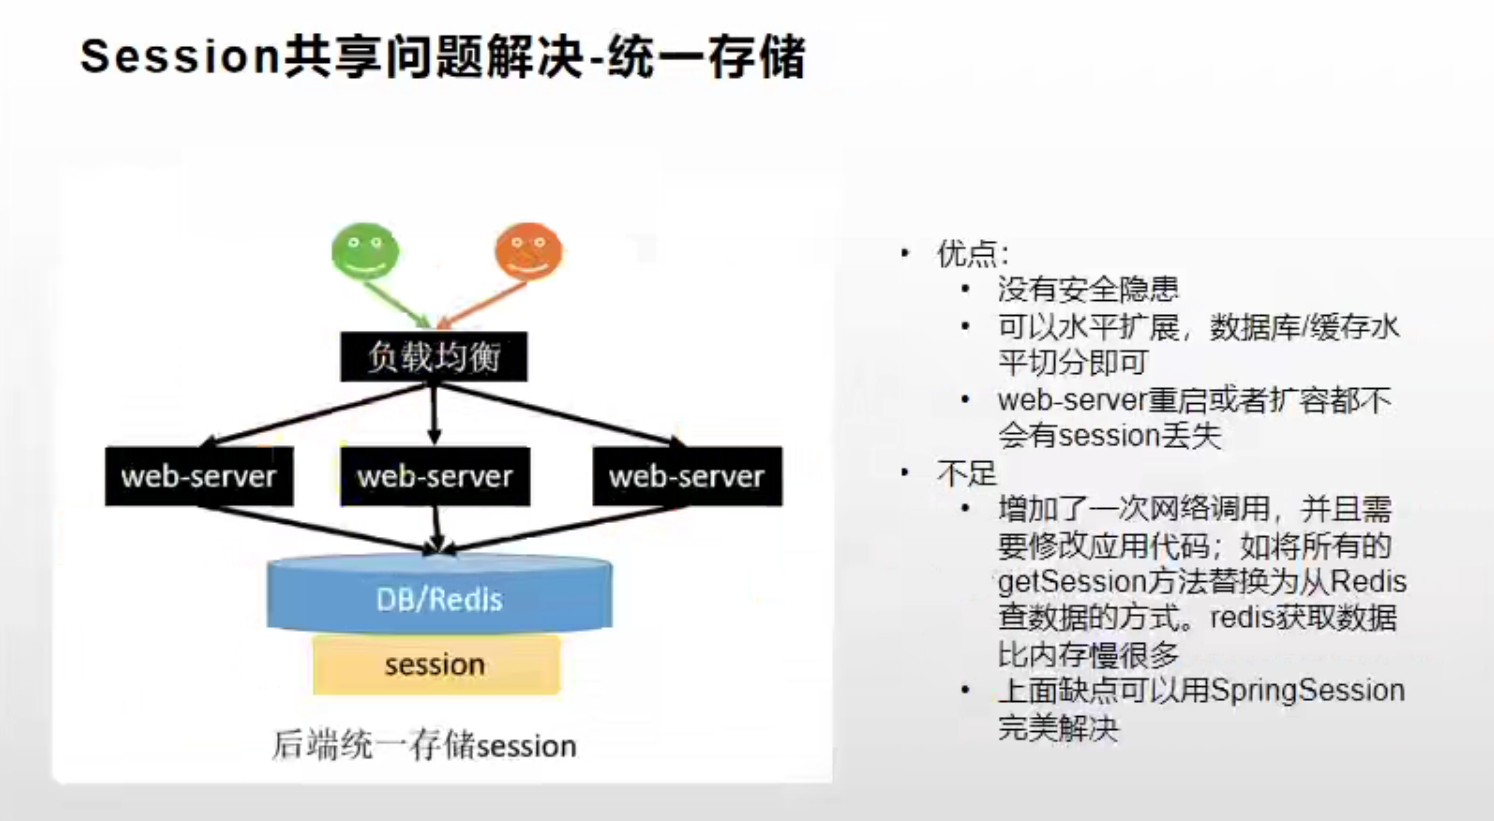 Session共享问题解决-统一存储
负载均衡
web-server
web-server
web-server
DB/Redis
session
后端统一存储session
• 优点：
• 没有安全隐患
• 可以水平扩展，数据库/缓存水
平切分即可
• web-server重启或者扩容都不
会有session丢失
• 不足
• 增加了一次网络调用，并且需
要修改应用代码；如将所有的
getSession方法替换为从Redis
查数据的方式。redis获取数据
比内存慢很多
• 上面缺点可以用SpringSession
完美解决